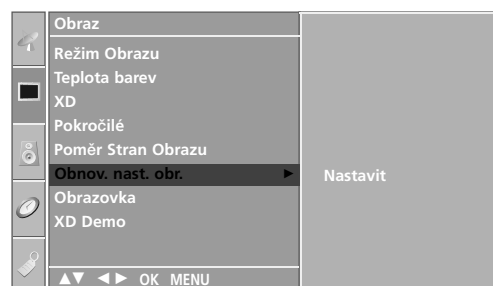 Obraz
Režim Obrazu
Teplota barev
XD
Pokročilé
Poměr Stran Obrazu
Obnov. nast. obr. ►
Nastavit
Obrazovka
XD Demo
▲▼ ◄► OK MENU